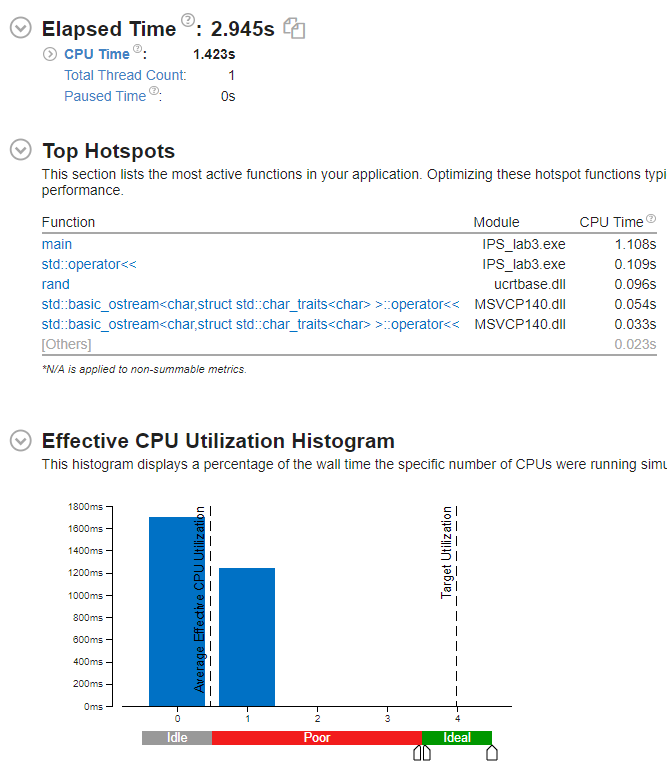 Elapsed Time ?: 2.945s
CPU Time ?: 1.423s
Total Thread Count: 1
Paused Time ?: 0s
Top Hotspots
This section lists the most active functions in your application. Optimizing these hotspot functions typi
performance.
Function Module CPU Time ?
main IPS_lab3.exe 1.108s
std::operator<< IPS_lab3.exe 0.109s
rand ucrtbase.dll 0.096s
std::basic_ostream<char,struct std::char_traits<char> >::operator<< MSVCP140.dll 0.054s
std::basic_ostream<char,struct std::char_traits<char> >::operator<< MSVCP140.dll 0.033s
[Others] 0.023s
*N/A is applied to non-summable metrics.
Effective CPU Utilization Histogram
This histogram displays a percentage of the wall time the specific number of CPUs were running simu
1800ms
1600ms
1400ms
1200ms
1000ms
800ms
600ms
400ms
200ms
0ms
Average Effective CPU Utilization
Target Utilization
0 1 2 3 4
Idle Poor Ideal